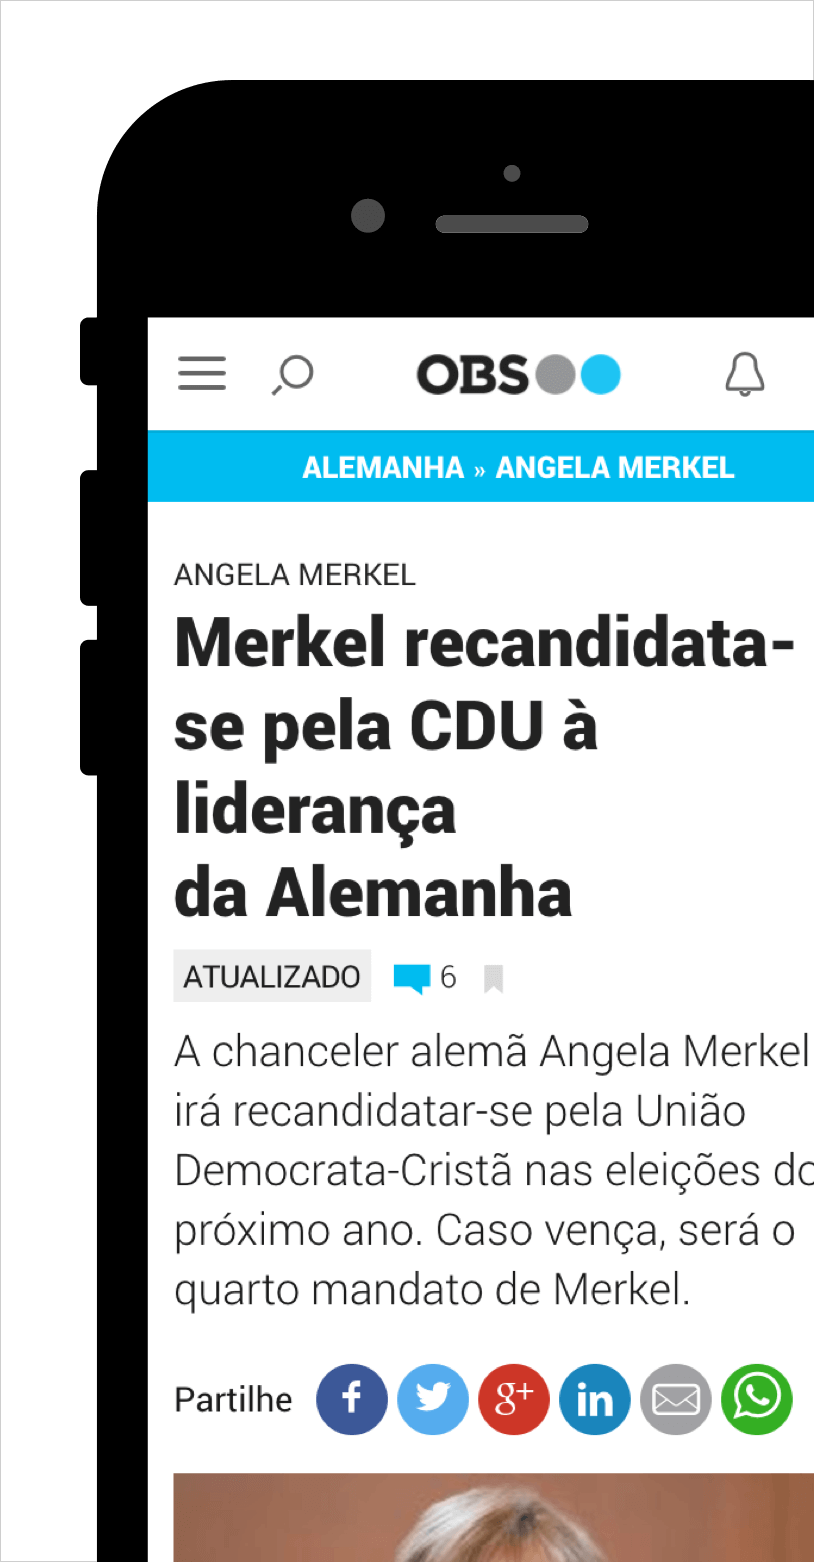 OBS
ALEMANHA » ANGELA MERKEL
ANGELA MERKEL
Merkel recandidata-
se pela CDU à
liderança
da Alemanha
ATUALIZADO 6
A chanceler alemã Angela Merkel
irá recandidatar-se pela União
Democrata-Cristã nas eleições do
próximo ano. Caso vença, será o
quarto mandato de Merkel.
Partilhe f g+ in